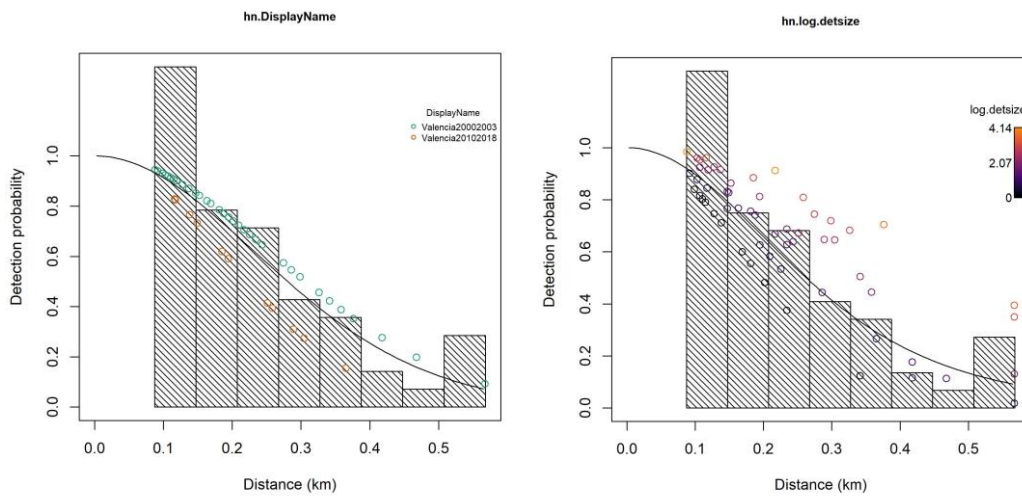 hn.DisplayName
Detection probability
1.0
0.8
0.6
0.4
0.2
0.0
DisplayName
Valencia20002003
Valencia20102018
0.0 0.1 0.2 0.3 0.4 0.5
Distance (km)
hn.log.detsize
Detection probability
1.0
0.8
0.6
0.4
0.2
0.0
log.detsize
4.14
2.07
0
0.0 0.1 0.2 0.3 0.4 0.5
Distance (km)